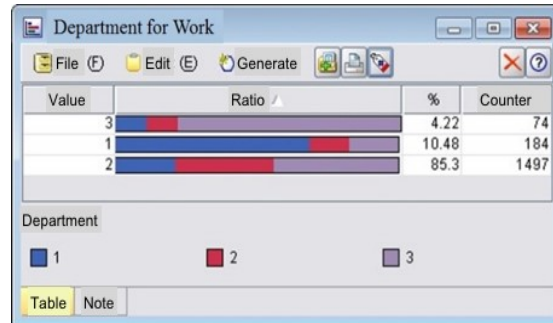 Department for Work
File (F) Edit (E) Generate
Value Ratio % Counter
3 4.22 74
1 10.48 184
2 85.3 1497
Department
1 2 3
Table Note